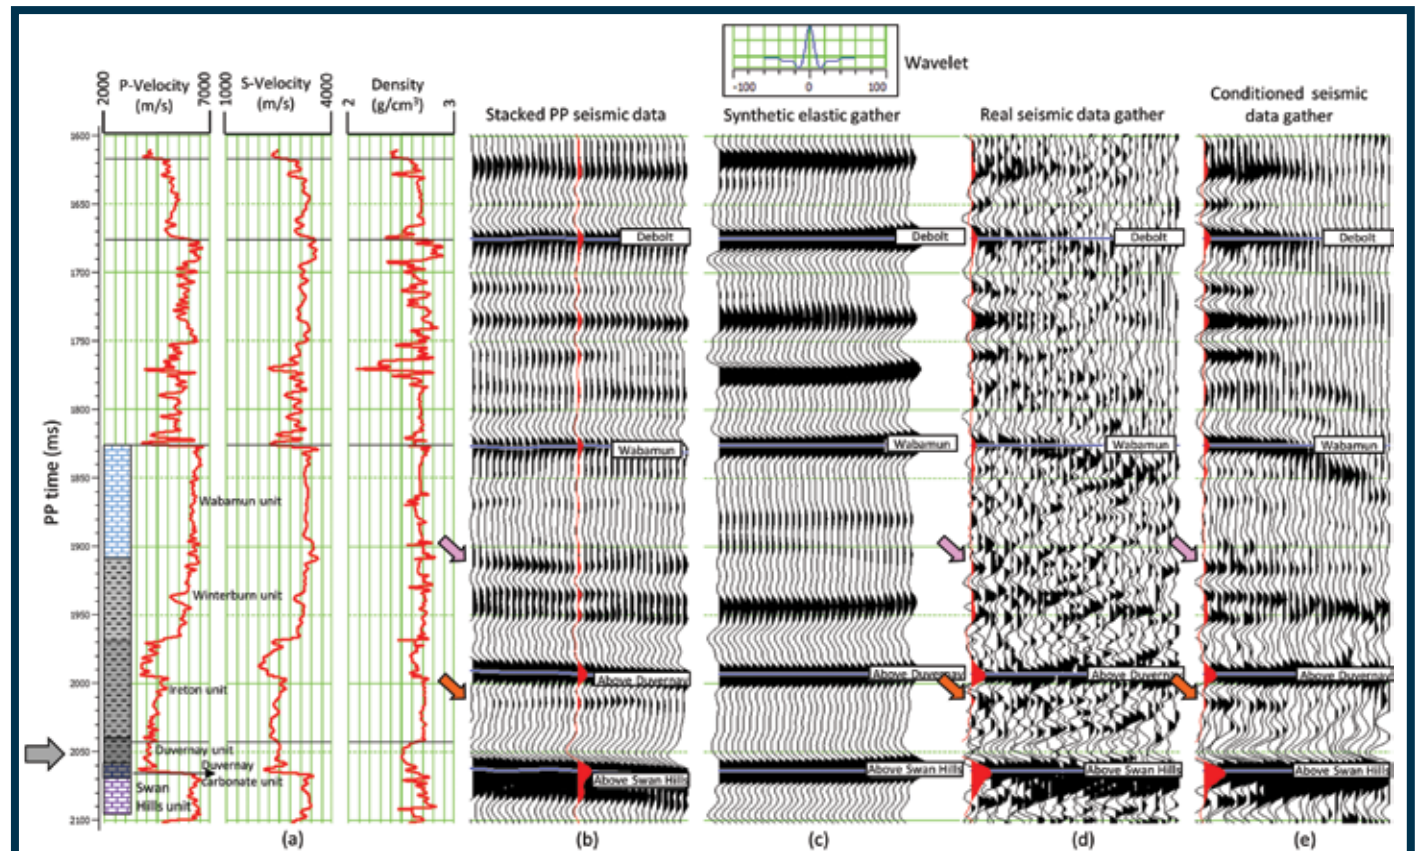 Wavelet
-100 0 100
2000 P-Velocity (m/s) 7000
1000 S-Velocity (m/s) 4000
2 Density (g/cm³) 3
Stacked PP seismic data
Synthetic elastic gather
Real seismic data gather
Conditioned seismic
data gather
PP time (ms)
1600
1650
1700
1750
1800
1850
1900
1950
2000
2050
2100
Debolt
Debolt
Debolt
Debolt
Wabamun
Wabamun
Wabamun
Wabamun
Wabamun unit
Winterburn unit
Ireton unit
Duvernay unit
Duvernay
carbonate unit
Swan
Hills unit
Above Duvernay
Above Duvernay
Above Duvernay
Above Duvernay
Above Swan Hills
Above Swan Hills
Above Swan Hills
Above Swan Hills
(a)
(b)
(c)
(d)
(e)